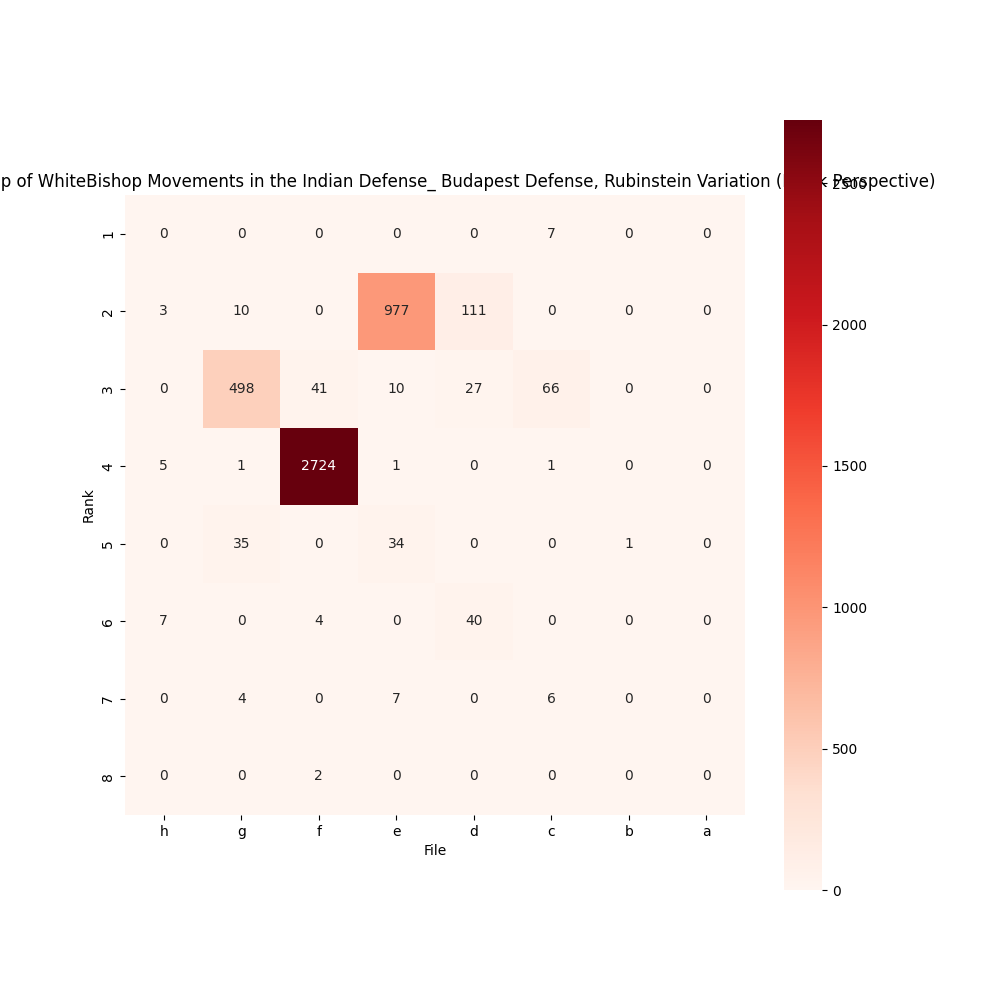 p of WhiteBishop Movements in the Indian Defense_ Budapest Defense, Rubinstein Variation ( k Perspective)
2500
1 0 0 0 0 0 7 0 0
2 3 10 0 977 111 0 0 0
2000
3 0 498 41 10 27 66 0 0
4 5 1 2724 1 0 1 0 0
1500
Rank
5 0 35 0 34 0 0 1 0
1000
6 7 0 4 0 40 0 0 0
7 0 4 0 7 0 6 0 0
500
8 0 0 2 0 0 0 0 0
h g f e d c b a
File
0